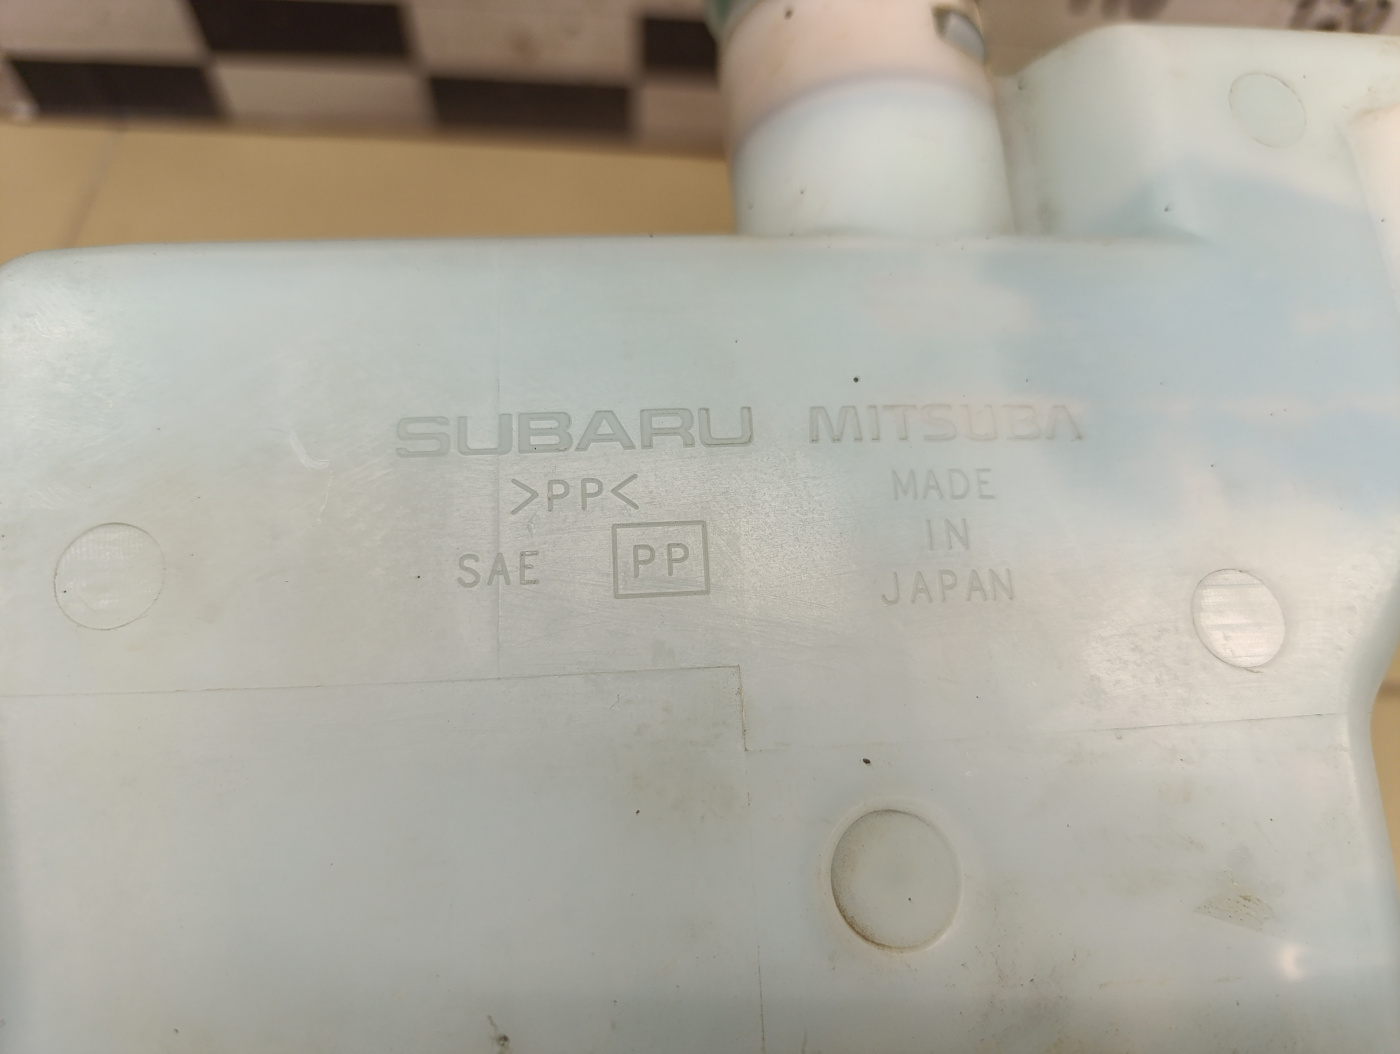 SUBARU MITSUBA
>PP<
MADE
IN
SAE PP
JAPAN